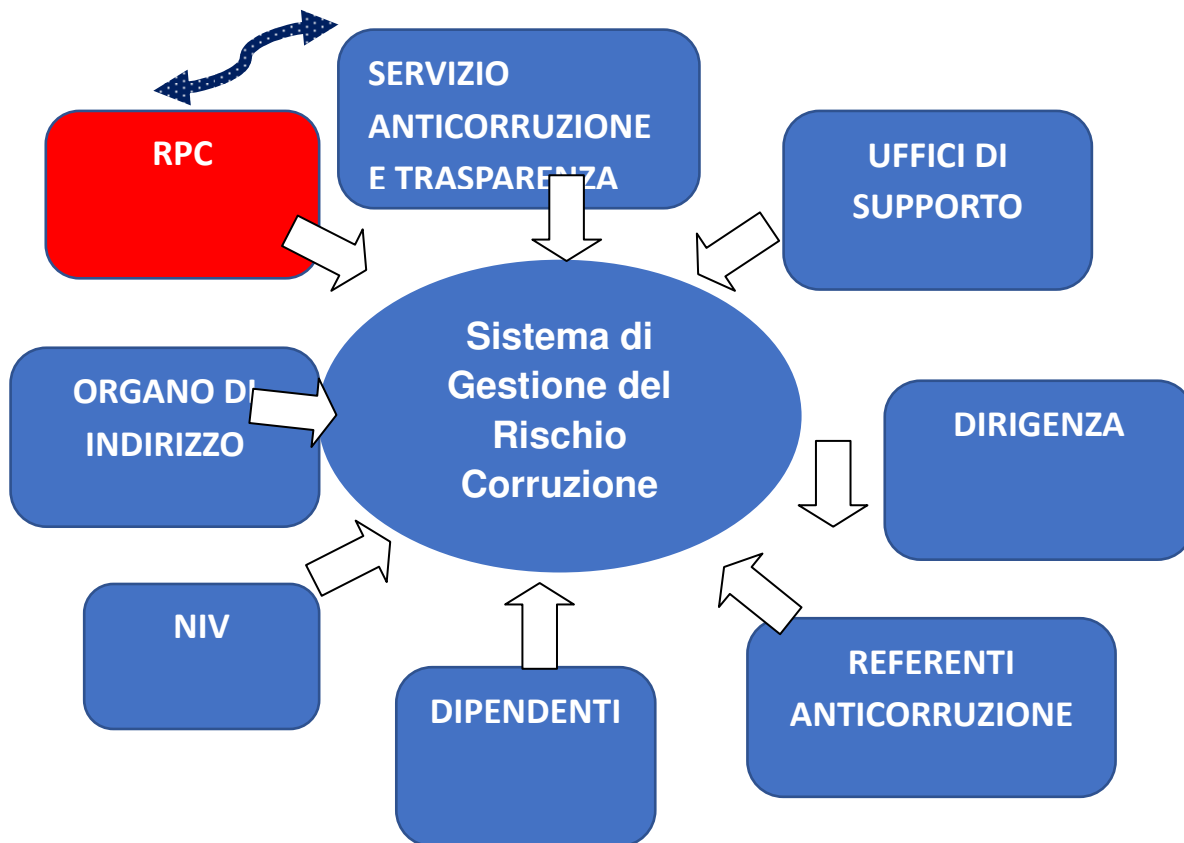 RPC
SERVIZIO
ANTICORRUZIONE
E TRASPARENZA
UFFICI DI
SUPPORTO
ORGANO DI
INDIRIZZO
Sistema di
Gestione del
Rischio
Corruzione
DIRIGENZA
NIV
DIPENDENTI
REFERENTI
ANTICORRUZIONE